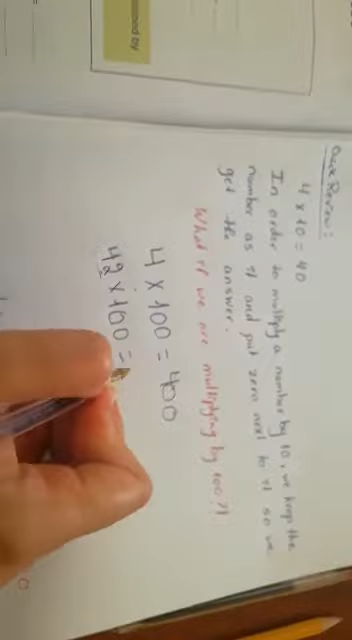 Quick Review:
4 × 10 = 40
In order to multiply a number by 10, we keep the
number as it and put zero next to it so we
get the answer.
What if we are multiplying by 100?!
4 × 100 = 400
42 × 100 =